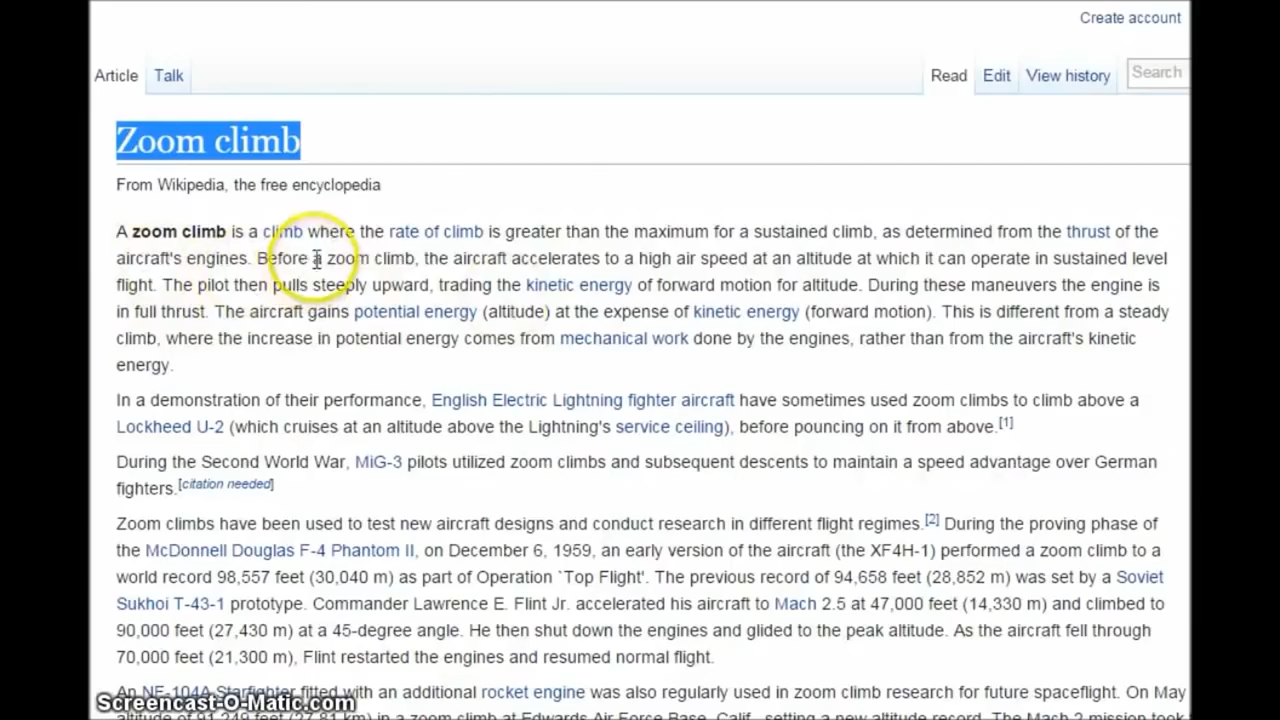 Create account
Article Talk Read Edit View history Search
Zoom climb
From Wikipedia, the free encyclopedia
A zoom climb is a climb where the rate of climb is greater than the maximum for a sustained climb, as determined from the thrust of the
aircraft's engines. Before a zoom climb, the aircraft accelerates to a high air speed at an altitude at which it can operate in sustained level
flight. The pilot then pulls steeply upward, trading the kinetic energy of forward motion for altitude. During these maneuvers the engine is
in full thrust. The aircraft gains potential energy (altitude) at the expense of kinetic energy (forward motion). This is different from a steady
climb, where the increase in potential energy comes from mechanical work done by the engines, rather than from the aircraft's kinetic
energy.
In a demonstration of their performance, English Electric Lightning fighter aircraft have sometimes used zoom climbs to climb above a
Lockheed U-2 (which cruises at an altitude above the Lightning's service ceiling), before pouncing on it from above.[1]
During the Second World War, MiG-3 pilots utilized zoom climbs and subsequent descents to maintain a speed advantage over German
fighters.[citation needed]
Zoom climbs have been used to test new aircraft designs and conduct research in different flight regimes.[2] During the proving phase of
the McDonnell Douglas F-4 Phantom II, on December 6, 1959, an early version of the aircraft (the XF4H-1) performed a zoom climb to a
world record 98,557 feet (30,040 m) as part of Operation `Top Flight'. The previous record of 94,658 feet (28,852 m) was set by a Soviet
Sukhoi T-43-1 prototype. Commander Lawrence E. Flint Jr. accelerated his aircraft to Mach 2.5 at 47,000 feet (14,330 m) and climbed to
90,000 feet (27,430 m) at a 45-degree angle. He then shut down the engines and glided to the peak altitude. As the aircraft fell through
70,000 feet (21,300 m), Flint restarted the engines and resumed normal flight.
An NF-104A Starfighter fitted with an additional rocket engine was also regularly used in zoom climb research for future spaceflight. On May
Screencast-O-Matic.com
altitude of 91,249 feet (27.81 km) in a zoom climb at Edwards Air Force Base, Calif., setting a new altitude record. The Mach 2 mission took